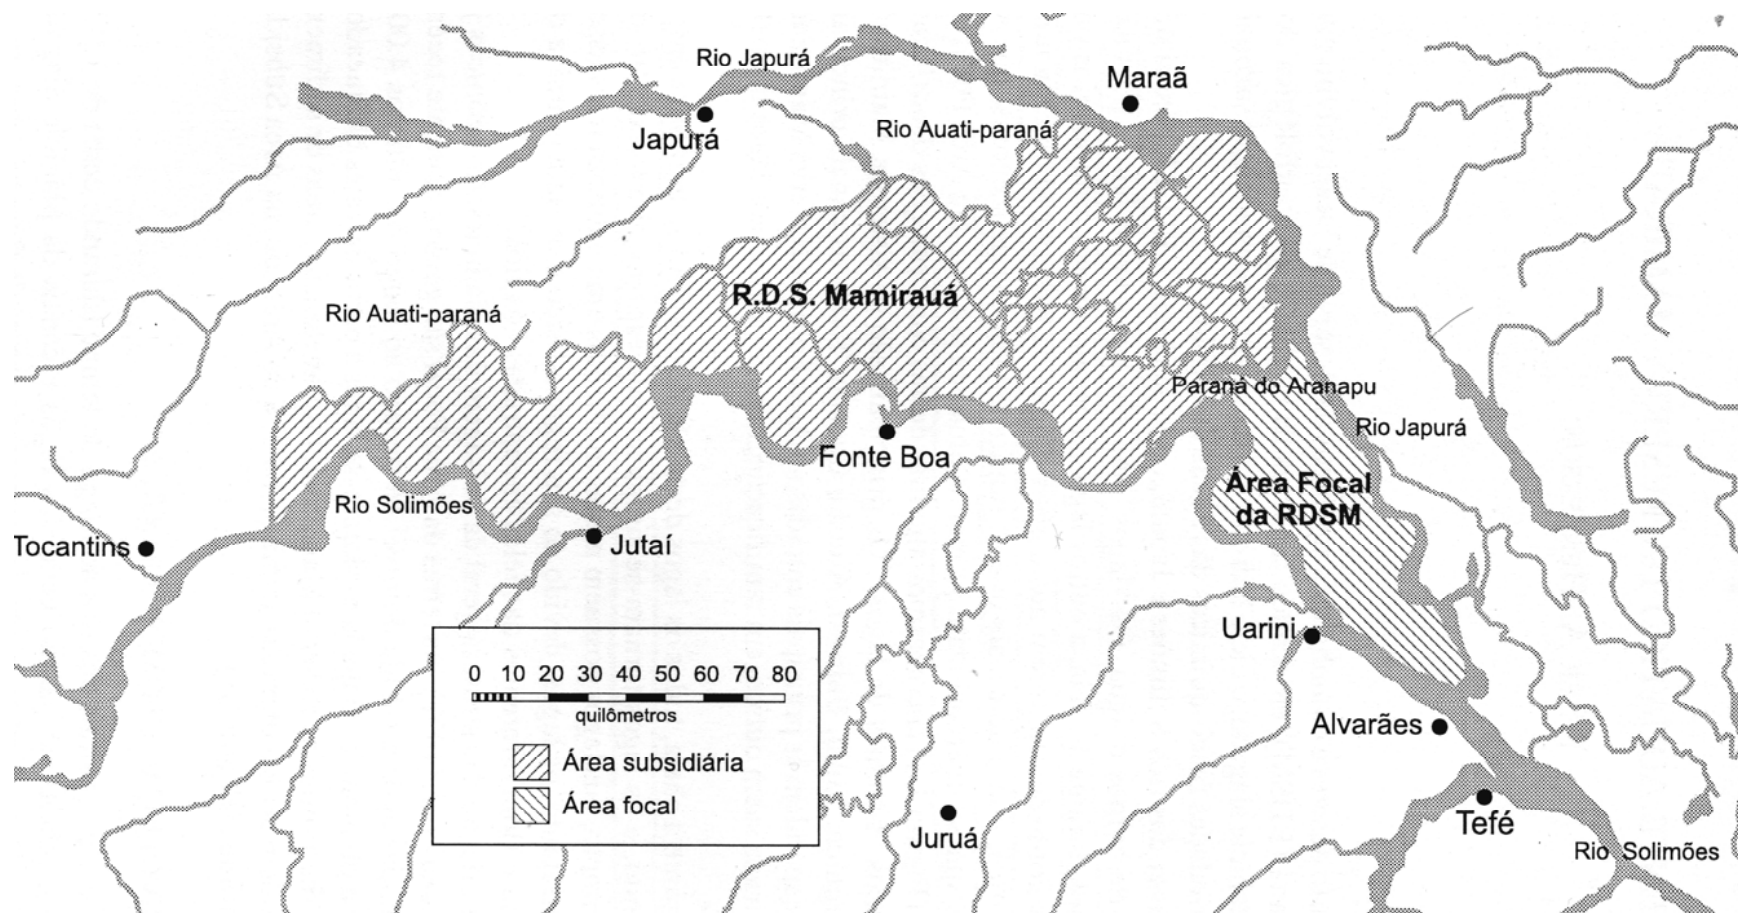 Rio Japurá
Maraã
Japurá
Rio Auati-paraná
R.D.S. Mamirauá
Rio Auati-paraná
Paraná do Aranapu
Rio Japurá
Fonte Boa
Área Focal
da RDSM
Rio Solimões
Tocantins
Jutaí
Uarini
0 10 20 30 40 50 60 70 80
quilômetros
Alvarães
Área subsidiária
Área focal
Juruá
Tefé
Rio Solimões